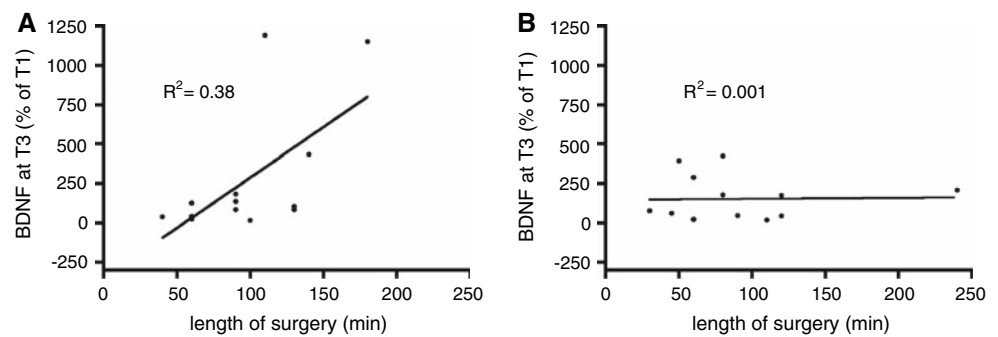 A
1250
1000
750
500
250
0
-250
BDNF at T3 (% of T1)
R²= 0.38
0 50 100 150 200 250
length of surgery (min)
B
1250
1000
750
500
250
0
-250
BDNF at T3 (% of T1)
R²= 0.001
0 50 100 150 200 250
length of surgery (min)